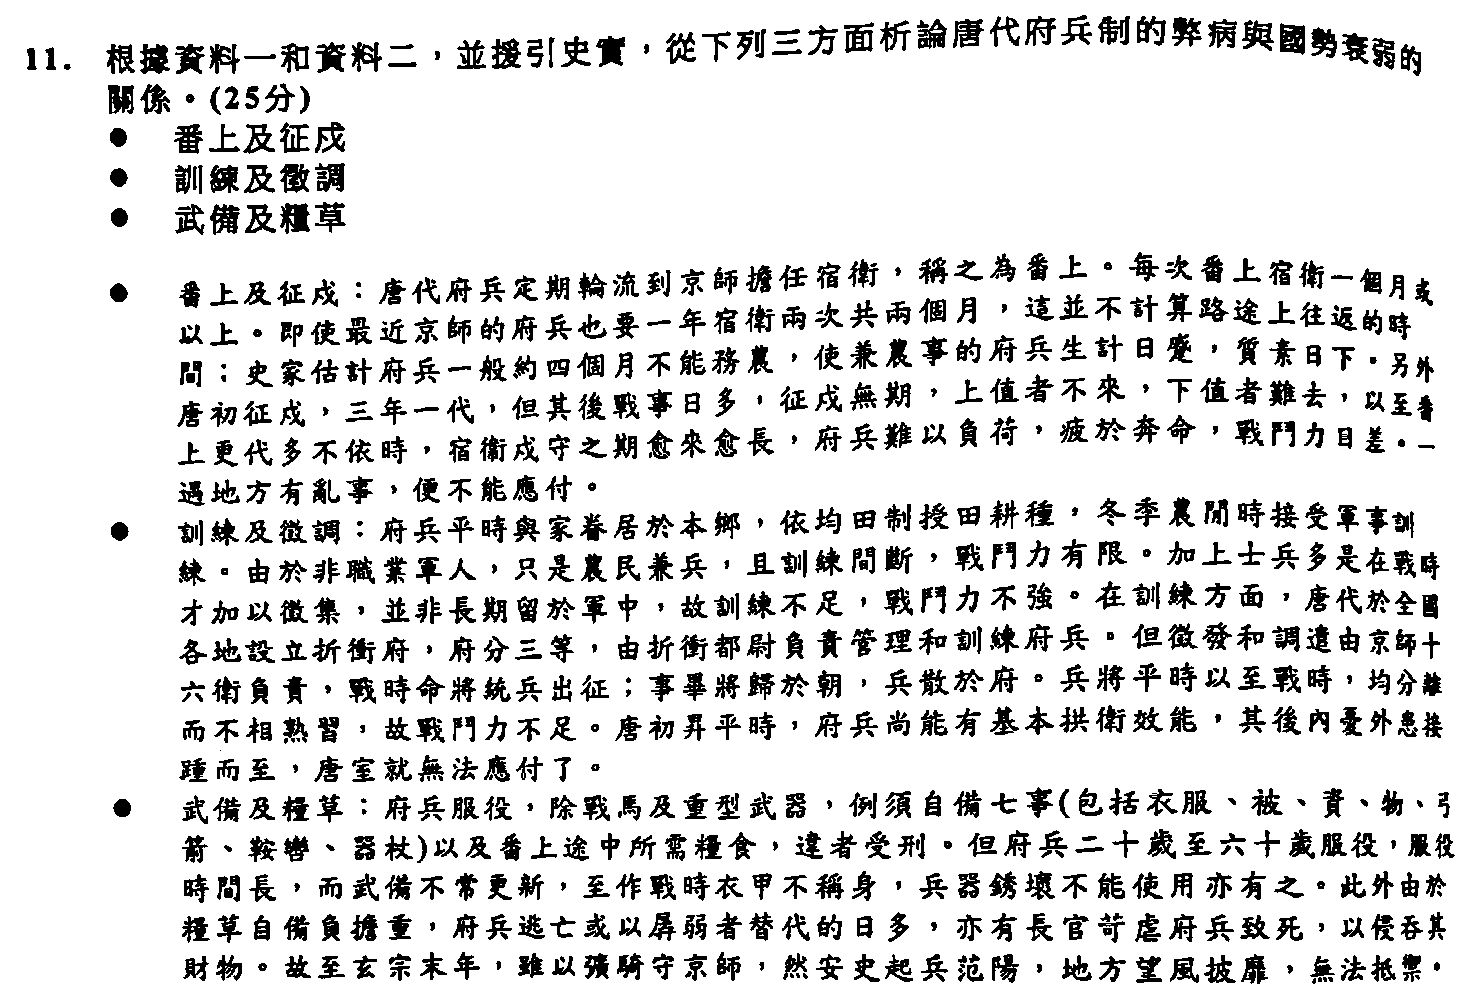 11. 根據資料一和資料二，並援引史實，從下列三方面析論唐代府兵制的弊病與國勢衰弱的
關係。(25分)
● 番上及征戍
● 訓練及徵調
● 武備及糧草
● 番上及征戍：唐代府兵定期輪流到京師擔任宿衛，稱之為番上。每次番上宿衛一個月或
以上。即使最近京師的府兵也要一年宿衛兩次共兩個月，這並不計算路途上往返的時
間；史家估計府兵一般約四個月不能務農，使兼農事的府兵生計日蹙，質素日下。另外
唐初征戍，三年一代，但其後戰事日多，征戍無期，上值者不來，下值者難去，以至番
上更代多不依時，宿衞戍守之期愈來愈長，府兵難以負荷，疲於奔命，戰鬥力日差。一
遇地方有亂事，便不能應付。
● 訓練及徵調：府兵平時與家眷居於本鄉，依均田制授田耕種，冬季農閒時接受軍事訓
練。由於非職業軍人，只是農民兼兵，且訓練間斷，戰鬥力有限。加上士兵多是在戰時
才加以徵集，並非長期留於軍中，故訓練不足，戰鬥力不強。在訓練方面，唐代於全國
各地設立折衝府，府分三等，由折衝都尉負責管理和訓練府兵。但徵發和調遣由京師十
六衛負責，戰時命將統兵出征；事畢將歸於朝，兵散於府。兵將平時以至戰時，均分離
而不相熟習，故戰鬥力不足。唐初昇平時，府兵尚能有基本拱衛效能，其後內憂外患接
踵而至，唐室就無法應付了。
● 武備及糧草：府兵服役，除戰馬及重型武器，例須自備七事(包括衣服、被、資、物、弓
箭、鞍轡、器杖)以及番上途中所需糧食，違者受刑。但府兵二十歲至六十歲服役，服役
時間長，而武備不常更新，至作戰時衣甲不稱身，兵器銹壞不能使用亦有之。此外由於
糧草自備負擔重，府兵逃亡或以孱弱者替代的日多，亦有長官苛虐府兵致死，以侵吞其
財物。故至玄宗末年，雖以彍騎守京師，然安史起兵范陽，地方望風披靡，無法抵禦。